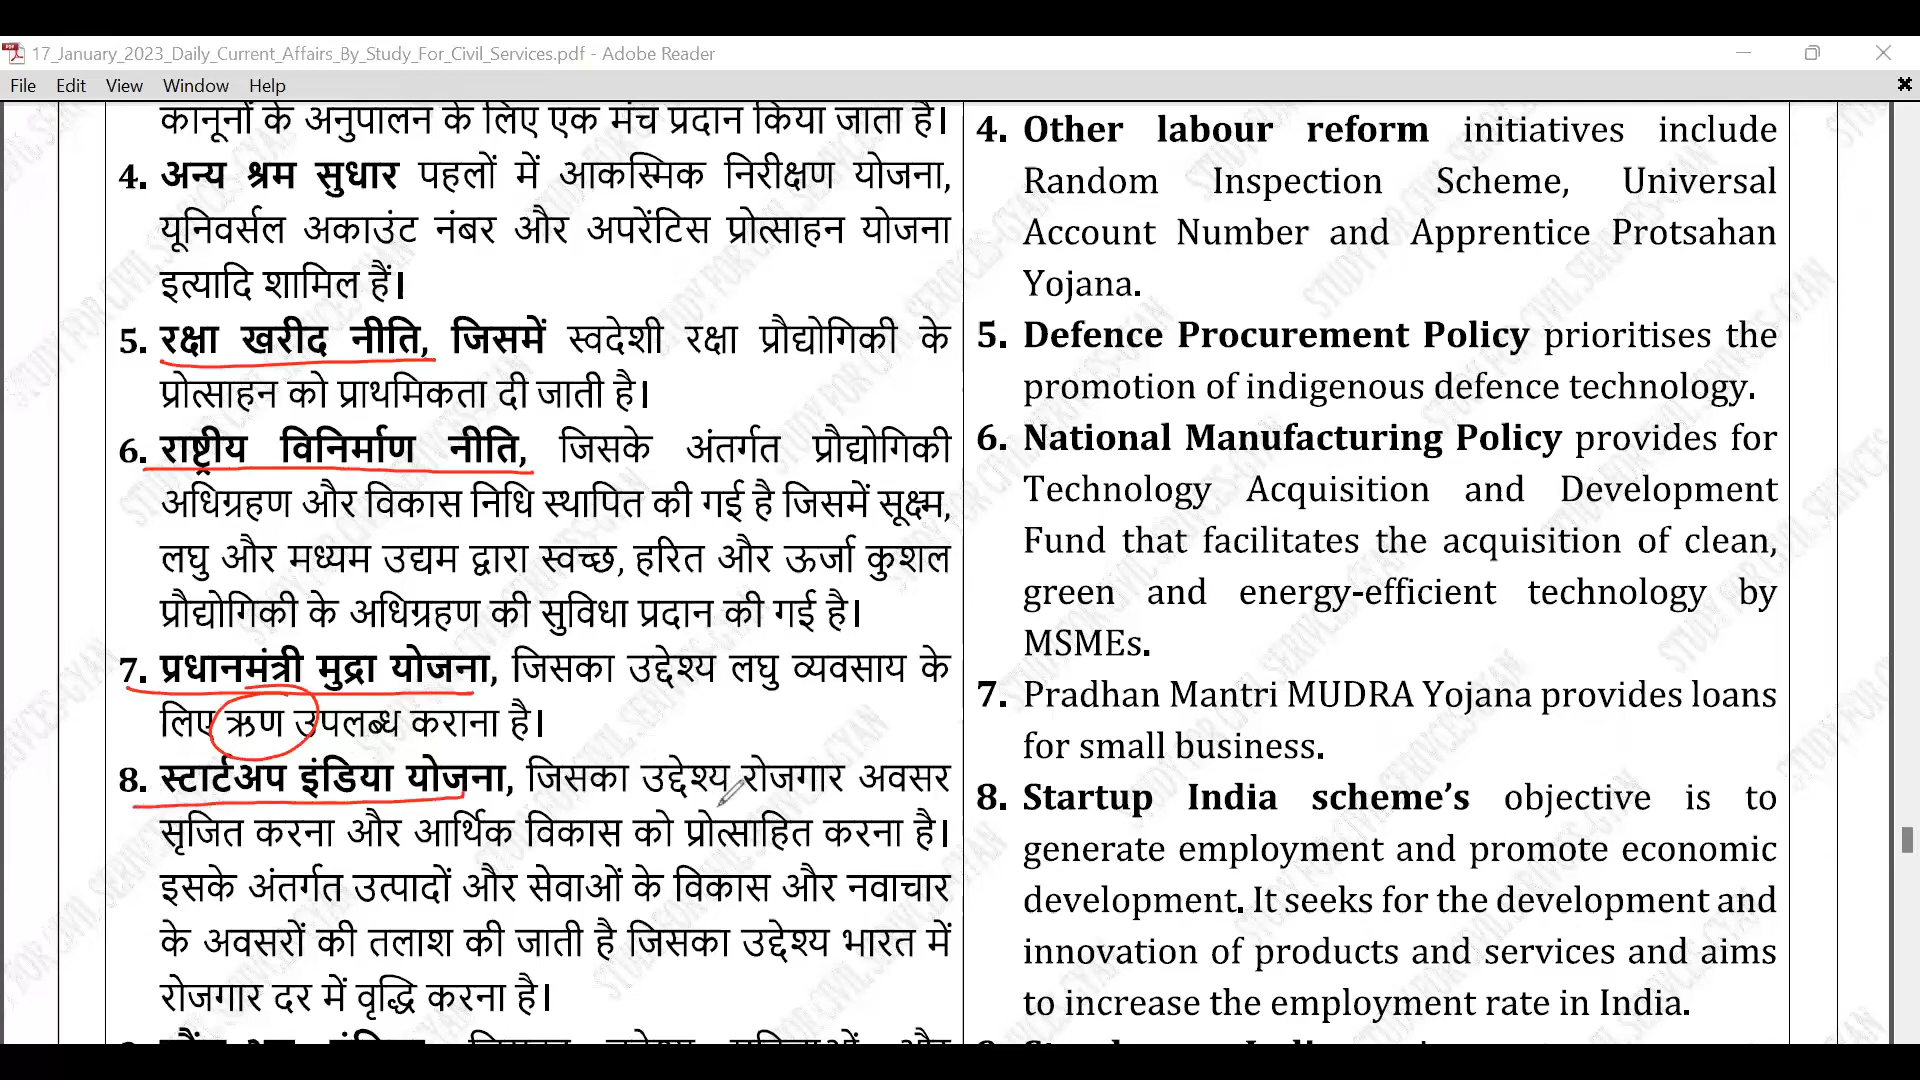 17_January_2023_Daily_Current_Affairs_By_Study_For_Civil_Services.pdf - Adobe Reader
File Edit View Window Help
कानूनों के अनुपालन के लिए एक मंच प्रदान किया जाता है।
4. अन्य श्रम सुधार पहलों में आकस्मिक निरीक्षण योजना,
यूनिवर्सल अकाउंट नंबर और अपरेंटिस प्रोत्साहन योजना
इत्यादि शामिल हैं।
5. रक्षा खरीद नीति, जिसमें स्वदेशी रक्षा प्रौद्योगिकी के
प्रोत्साहन को प्राथमिकता दी जाती है।
6. राष्ट्रीय विनिर्माण नीति, जिसके अंतर्गत प्रौद्योगिकी
अधिग्रहण और विकास निधि स्थापित की गई है जिसमें सूक्ष्म,
लघु और मध्यम उद्यम द्वारा स्वच्छ, हरित और ऊर्जा कुशल
प्रौद्योगिकी के अधिग्रहण की सुविधा प्रदान की गई है।
7. प्रधानमंत्री मुद्रा योजना, जिसका उद्देश्य लघु व्यवसाय के
लिए ऋण उपलब्ध कराना है।
8. स्टार्टअप इंडिया योजना, जिसका उद्देश्य रोजगार अवसर
सृजित करना और आर्थिक विकास को प्रोत्साहित करना है।
इसके अंतर्गत उत्पादों और सेवाओं के विकास और नवाचार
के अवसरों की तलाश की जाती है जिसका उद्देश्य भारत में
रोजगार दर में वृद्धि करना है।
4. Other labour reform initiatives include
Random Inspection Scheme, Universal
Account Number and Apprentice Protsahan
Yojana.
5. Defence Procurement Policy prioritises the
promotion of indigenous defence technology.
6. National Manufacturing Policy provides for
Technology Acquisition and Development
Fund that facilitates the acquisition of clean,
green and energy-efficient technology by
MSMEs.
7. Pradhan Mantri MUDRA Yojana provides loans
for small business.
8. Startup India scheme's objective is to
generate employment and promote economic
development. It seeks for the development and
innovation of products and services and aims
to increase the employment rate in India.